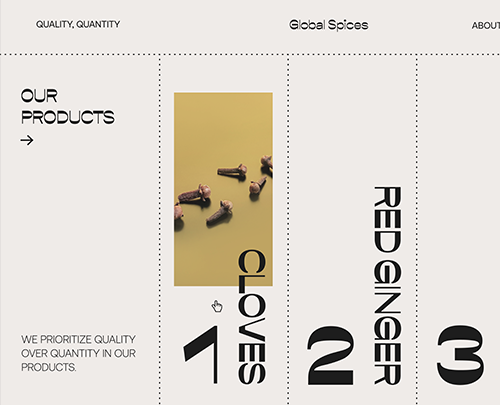 QUALITY, QUANTITY
Global Spices
ABOUT
OUR
PRODUCTS
WE PRIORITIZE QUALITY
OVER QUANTITY IN OUR
PRODUCTS.
1
CLOVES
2
RED GINGER
3